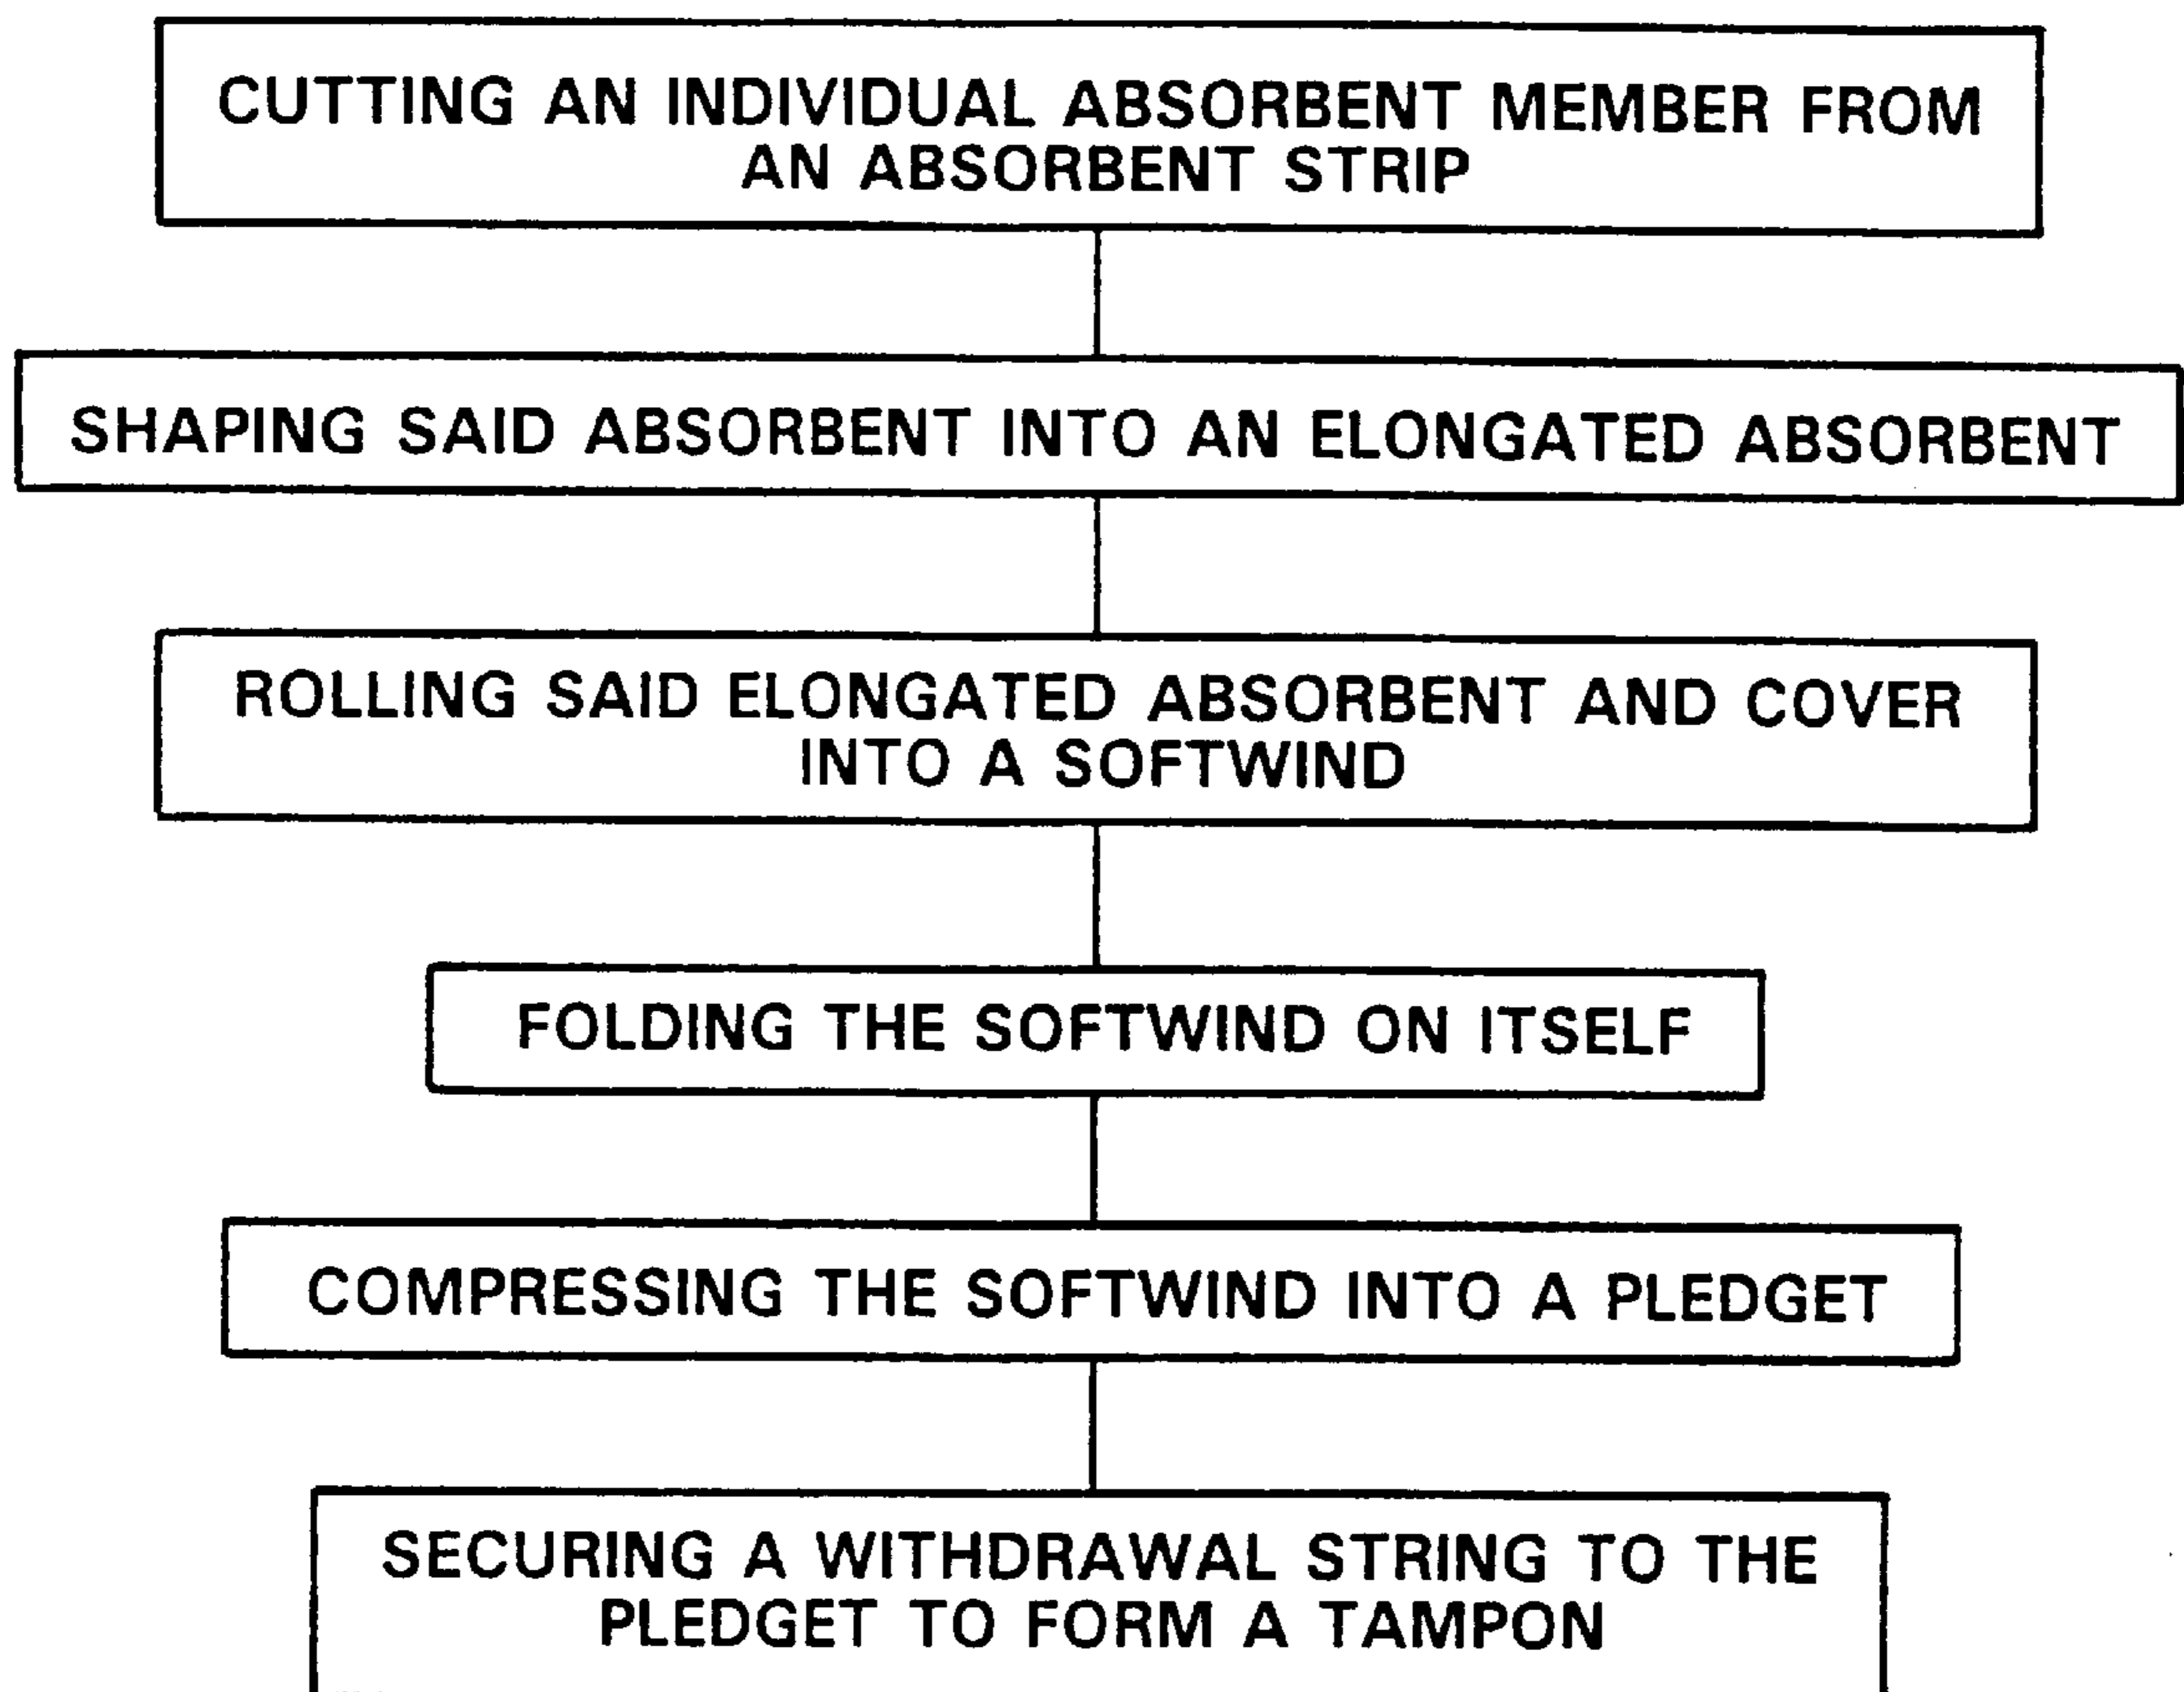 CUTTING AN INDIVIDUAL ABSORBENT MEMBER FROM
AN ABSORBENT STRIP
SHAPING SAID ABSORBENT INTO AN ELONGATED ABSORBENT
ROLLING SAID ELONGATED ABSORBENT AND COVER
INTO A SOFTWIND
FOLDING THE SOFTWIND ON ITSELF
COMPRESSING THE SOFTWIND INTO A PLEDGET
SECURING A WITHDRAWAL STRING TO THE
PLEDGET TO FORM A TAMPON